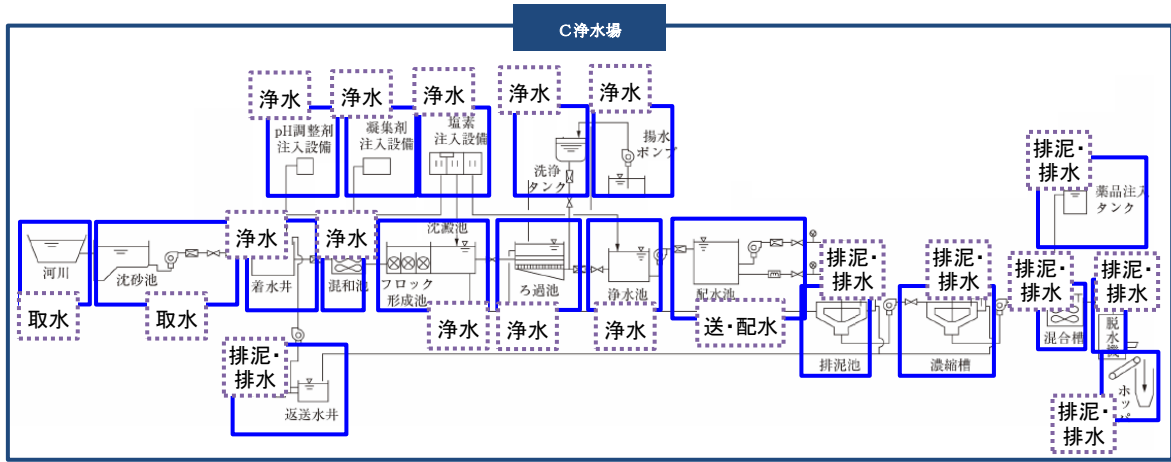 C浄水場
浄水
浄水
浄水
浄水
浄水
pH調整剤
注入設備
凝集剤
注入設備
塩素
注入設備
洗浄
タンク
揚水
ポンプ
排泥・
排水
薬品注入
タンク
河川
取水
沈砂池
取水
浄水
着水井
浄水
混和池
沈澱池
フロック
形成池
浄水
ろ過池
浄水
浄水池
浄水
配水池
送・配水
排泥・
排水
排泥池
排泥・
排水
濃縮槽
排泥・
排水
混合槽
排泥・
排水
脱水機
ホッパ
排泥・
排水
排泥・
排水
返送水井